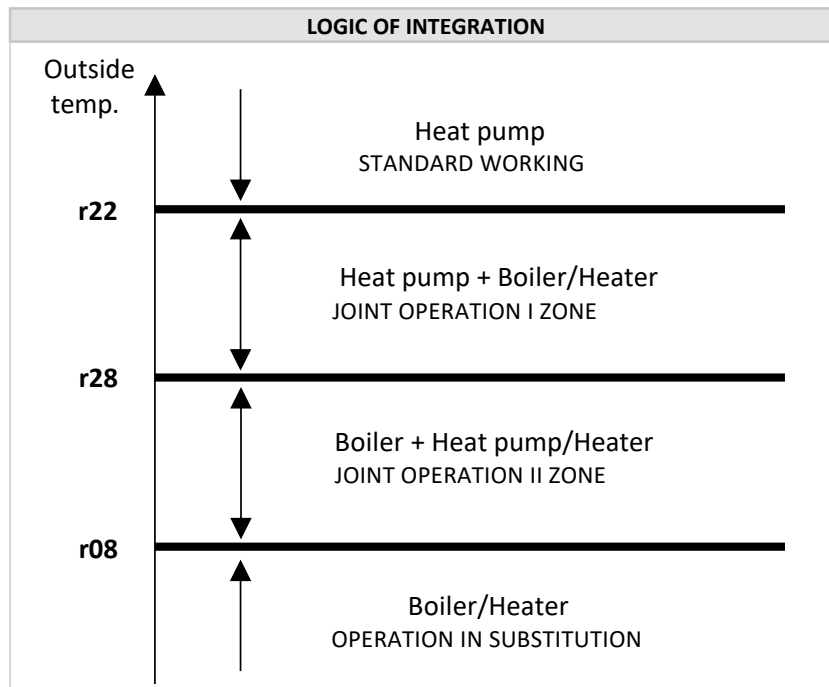 LOGIC OF INTEGRATION
Outside
temp.
Heat pump
STANDARD WORKING
r22
Heat pump + Boiler/Heater
JOINT OPERATION I ZONE
r28
Boiler + Heat pump/Heater
JOINT OPERATION II ZONE
r08
Boiler/Heater
OPERATION IN SUBSTITUTION